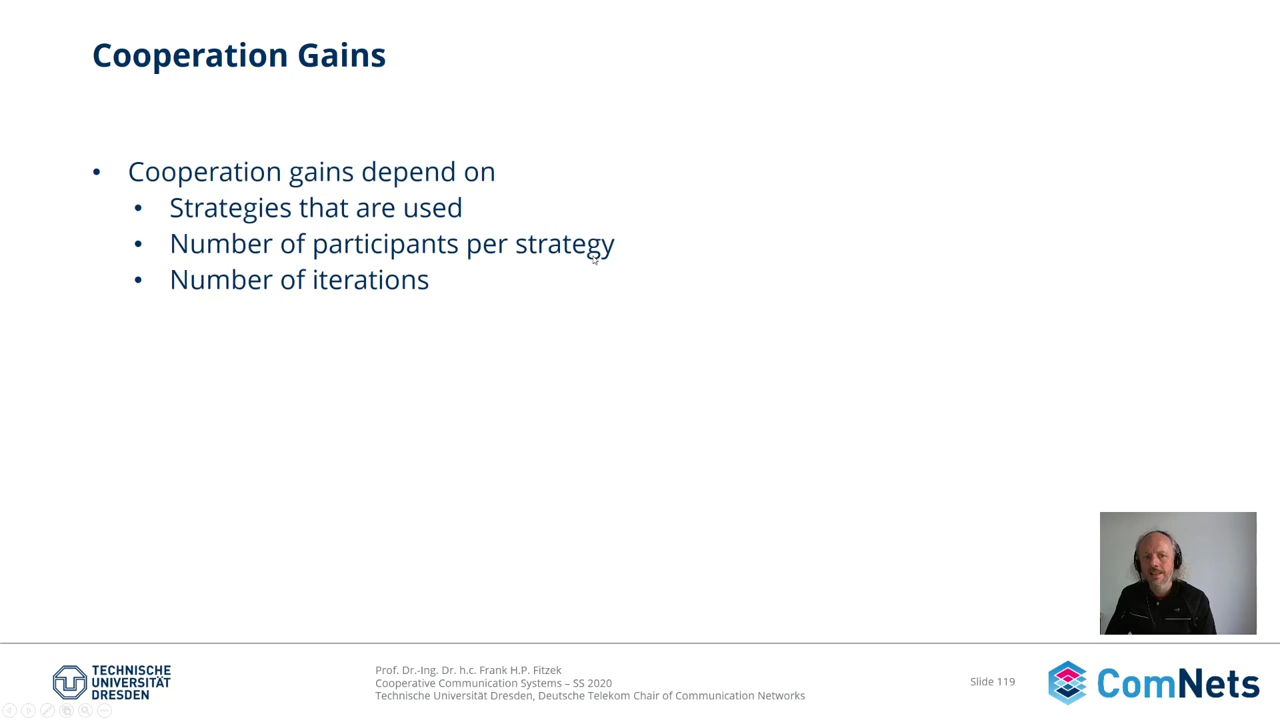 Cooperation Gains
• Cooperation gains depend on
• Strategies that are used
• Number of participants per strategy
• Number of iterations
TECHNISCHE
UNIVERSITÄT
DRESDEN
Prof. Dr.-Ing. Dr. h.c. Frank H.P. Fitzek
Cooperative Communication Systems – SS 2020
Technische Universität Dresden, Deutsche Telekom Chair of Communication Networks
Slide 119
ComNets